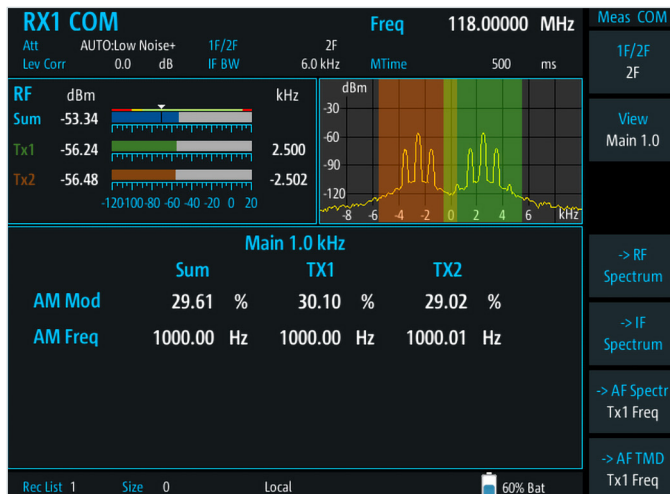 RX1 COM Freq 118.00000 MHz Meas COM
Att AUTO:Low Noise+ 1F/2F 2F
Lev Corr 0.0 dB IF BW 6.0 kHz MTime 500 ms
1F/2F
2F
View
Main 1.0
RF dBm kHz
Sum -53.34
Tx1 -56.24 2.500
Tx2 -56.48 -2.502
-120 -100 -80 -60 -40 -20 0 20
dBm
-30
-60
-90
-120
-8 -6 -4 -2 0 2 4 6 kHz
Main 1.0 kHz
Sum TX1 TX2
AM Mod 29.61 % 30.10 % 29.02 %
AM Freq 1000.00 Hz 1000.00 Hz 1000.01 Hz
-> RF
Spectrum
-> IF
Spectrum
-> AF Spectr
Tx1 Freq
-> AF TMD
Tx1 Freq
Rec List 1 Size 0 Local 60% Bat